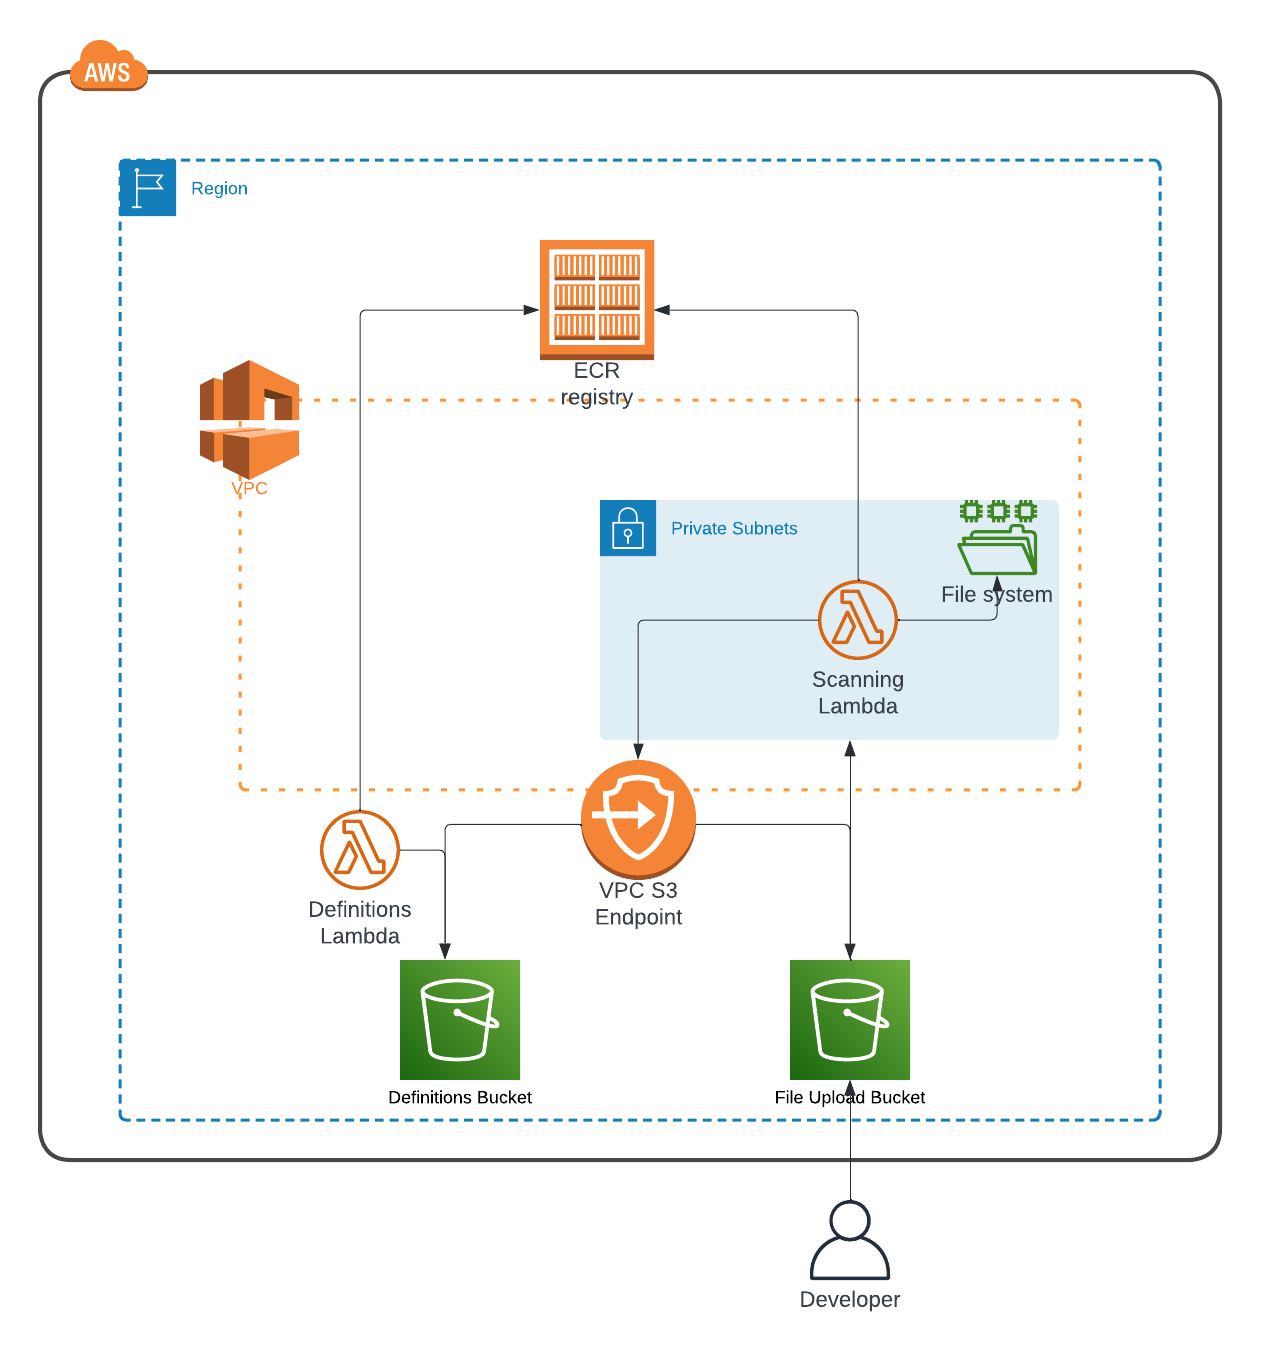 AWS
Region
ECR
registry
VPC
Private Subnets
File system
Scanning
Lambda
VPC S3
Endpoint
Definitions
Lambda
Definitions Bucket
File Upload Bucket
Developer